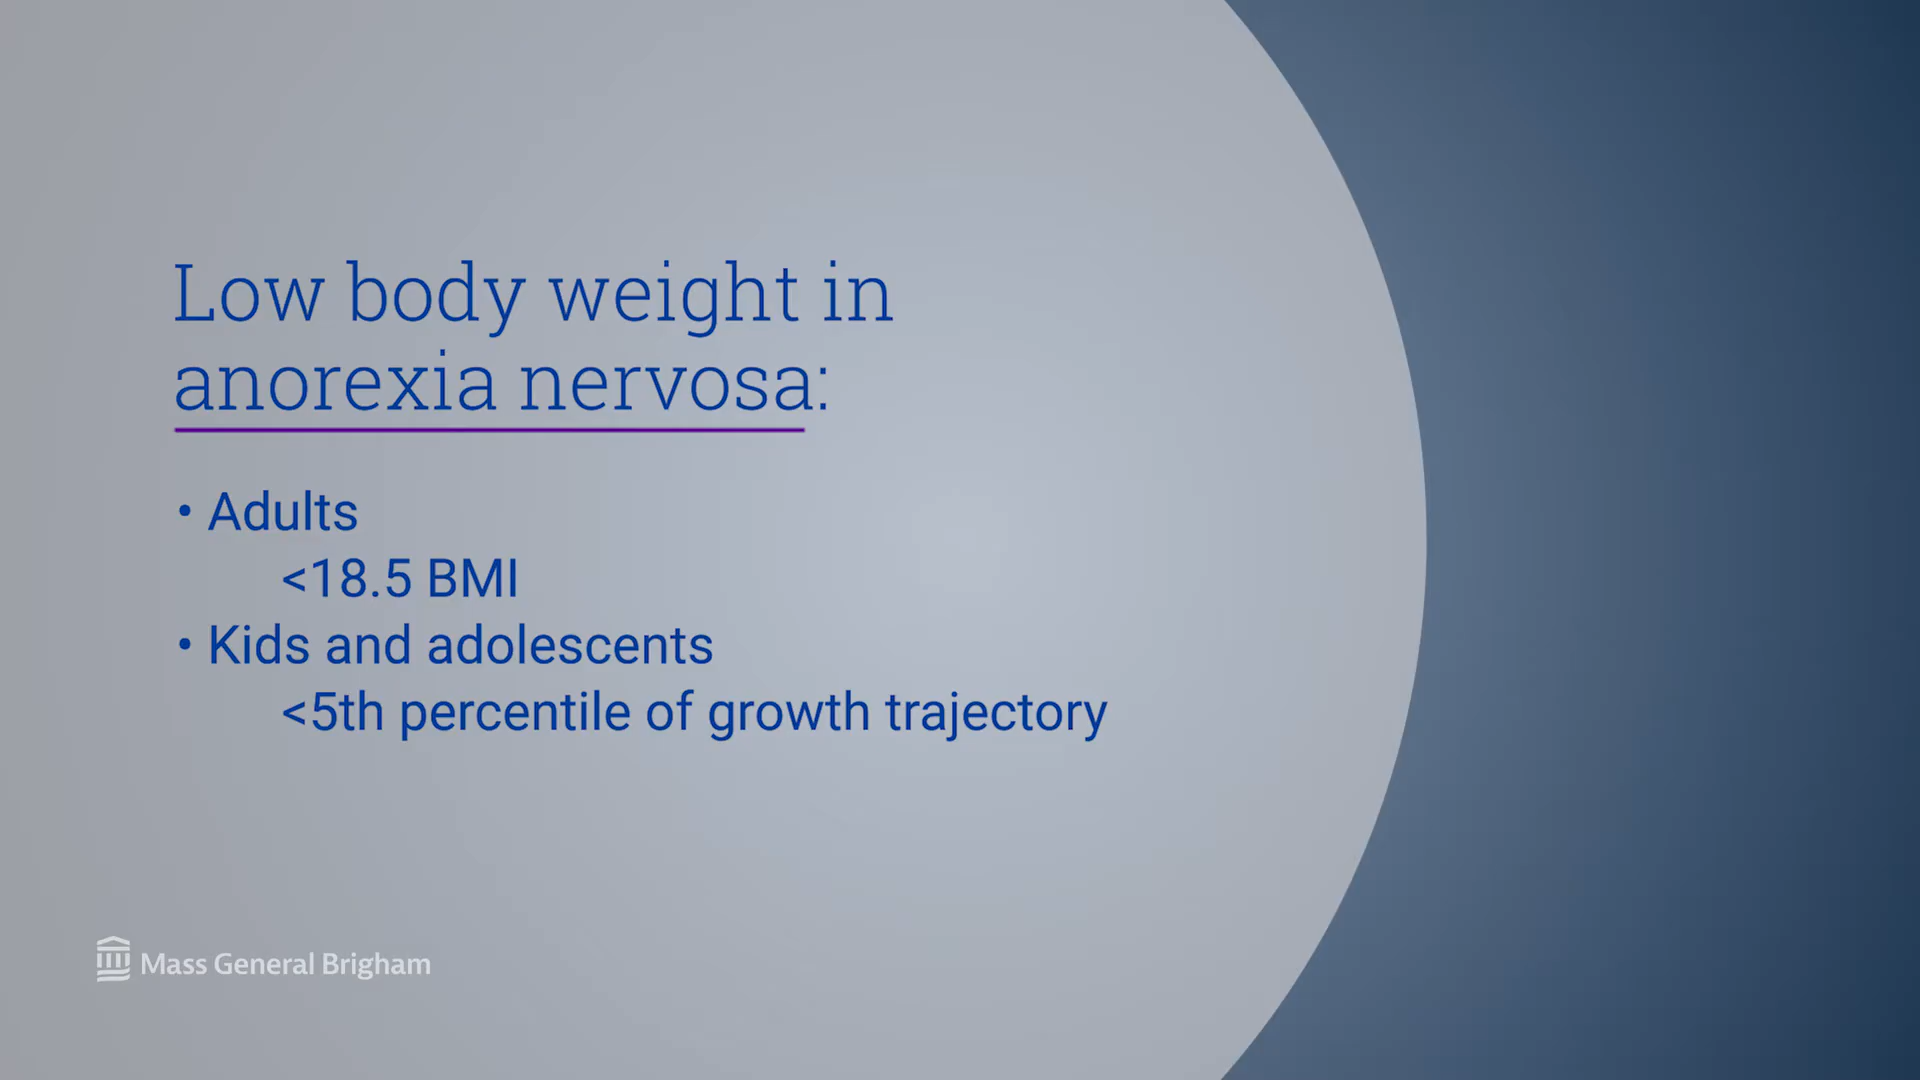 Low body weight in
anorexia nervosa:
• Adults
<18.5 BMI
• Kids and adolescents
<5th percentile of growth trajectory
Mass General Brigham